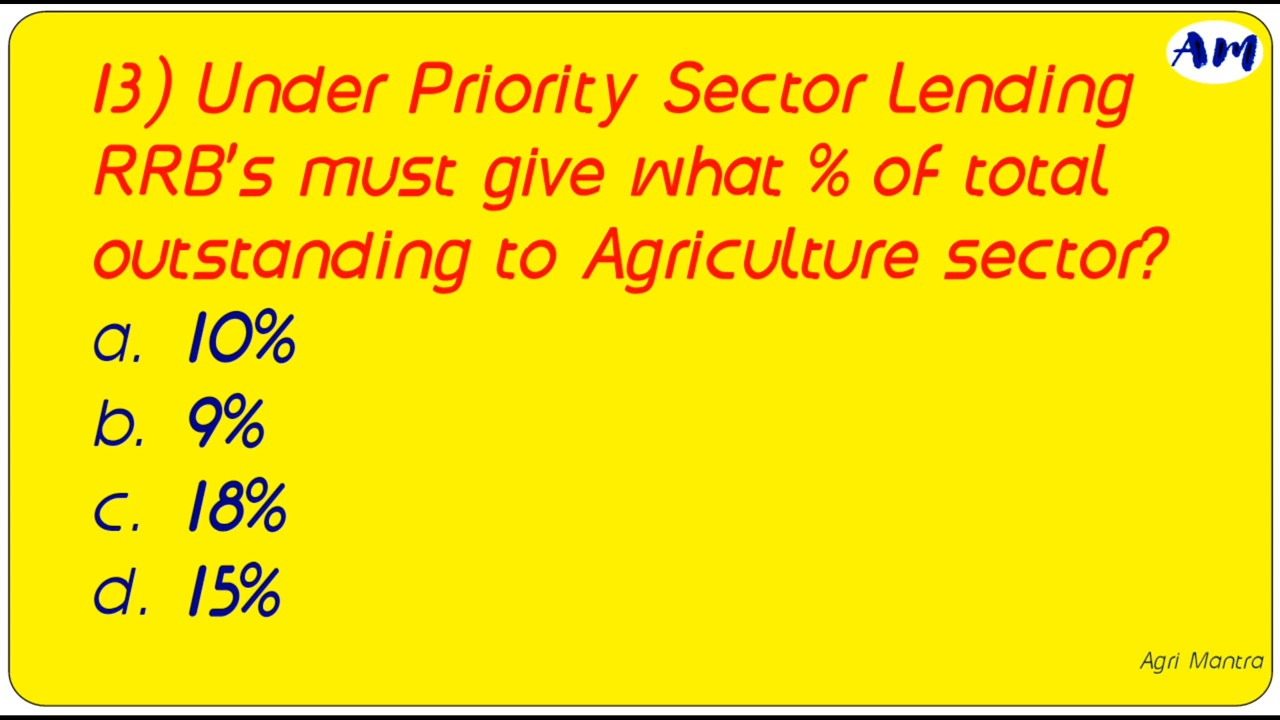 AM
13) Under Priority Sector Lending
RRB's must give what % of total
outstanding to Agriculture sector?
a. 10%
b. 9%
c. 18%
d. 15%
Agri Mantra